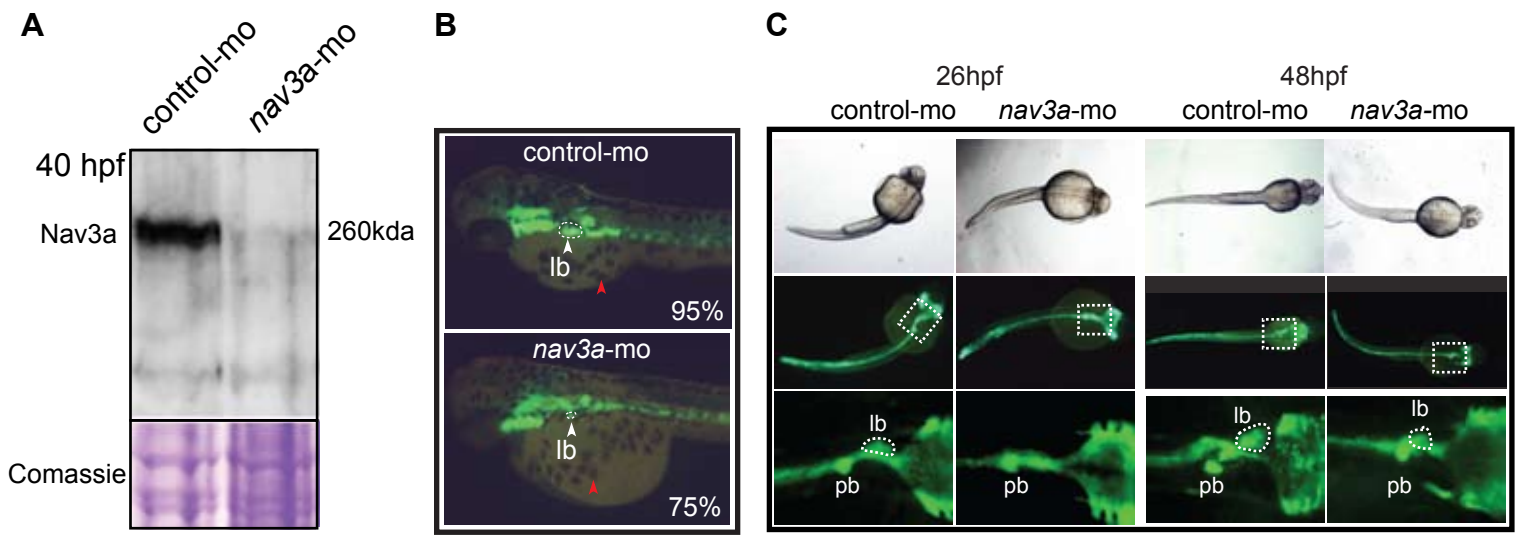 A
control-mo
nav3a-mo
40 hpf
Nav3a
260kda
Comassie
B
control-mo
lb
95%
nav3a-mo
lb
75%
C
26hpf
48hpf
control-mo
nav3a-mo
control-mo
nav3a-mo
lb
pb
pb
lb
pb
lb
pb